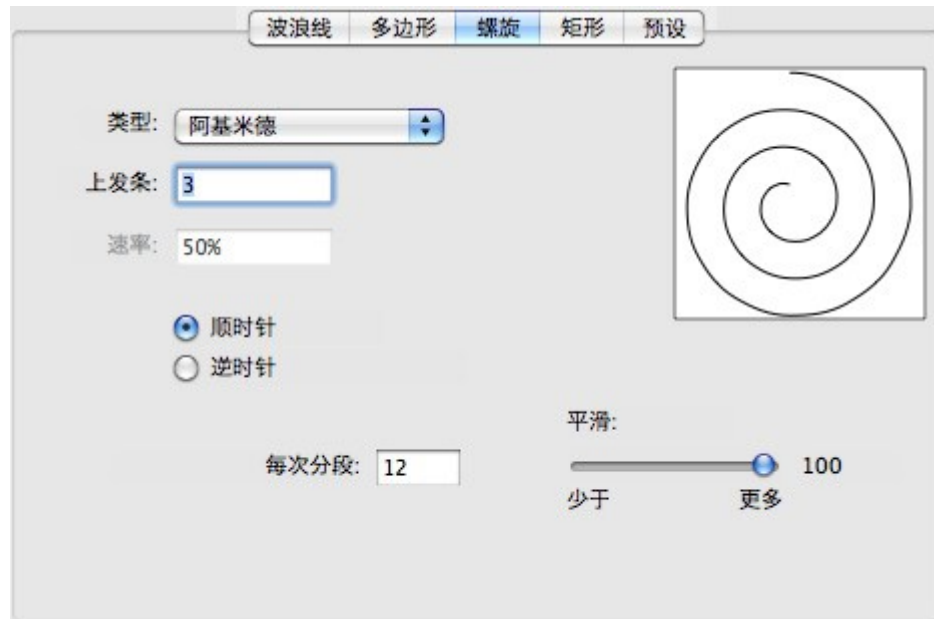 波浪线 多边形 螺旋 矩形 预设
类型: 阿基米德
上发条: 3
速率: 50%
顺时针
逆时针
平滑:
每次分段: 12
100
少于 更多